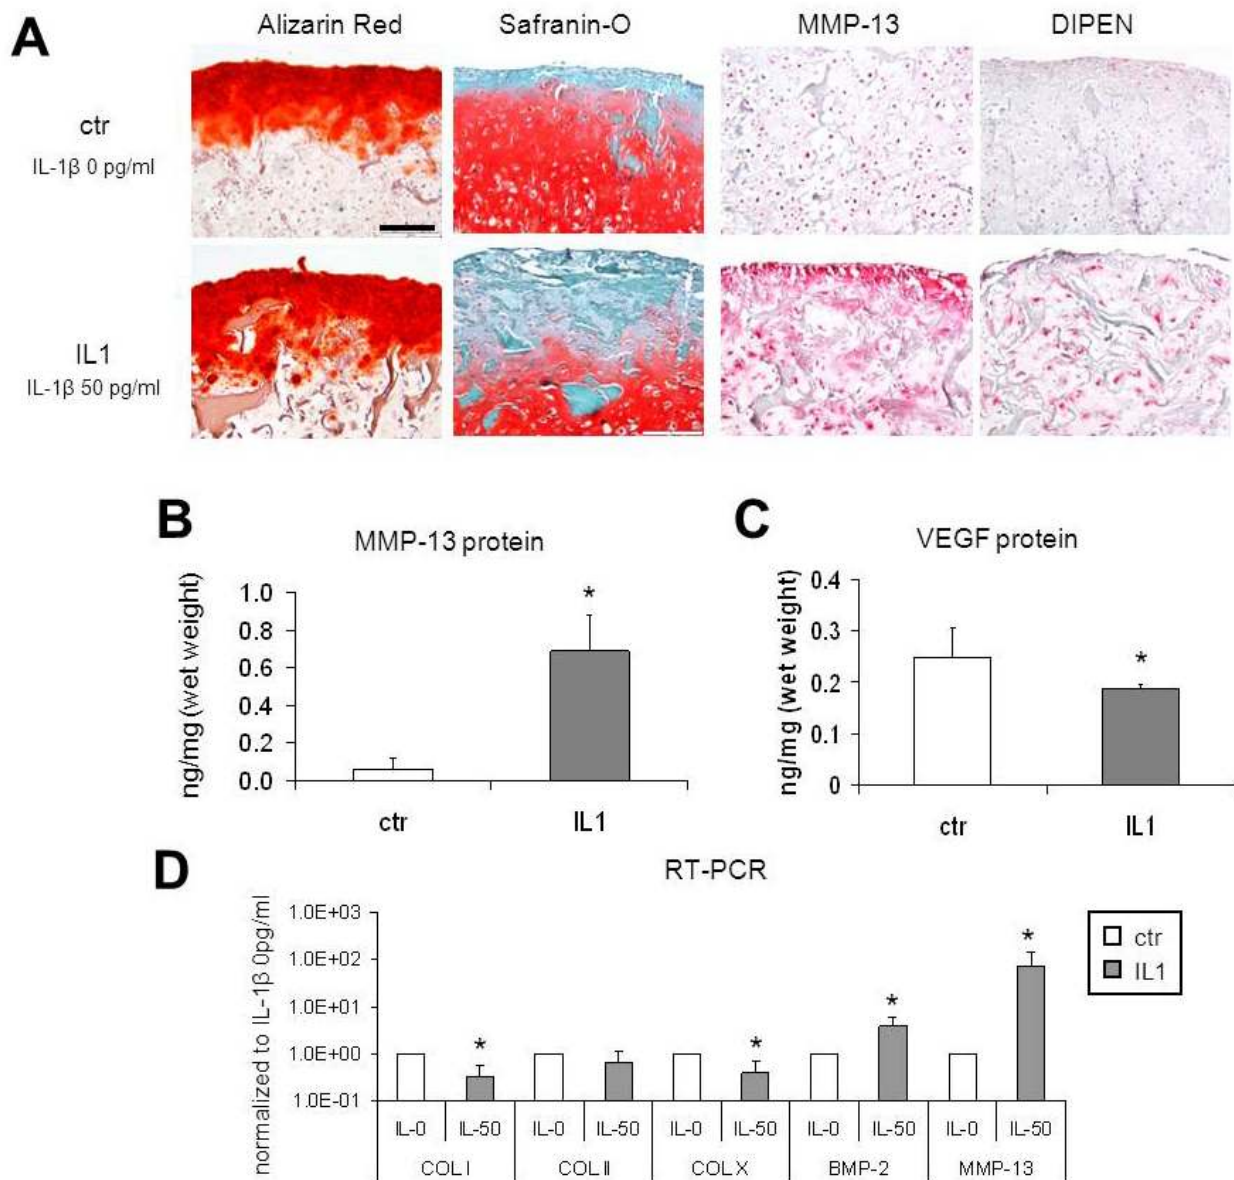 A
Alizarin Red Safranin-O MMP-13 DIPEN
ctr
IL-1β 0 pg/ml
IL1
IL-1β 50 pg/ml
B
MMP-13 protein
ng/mg (wet weight)
1.0
0.8
0.6
0.4
0.2
0.0
*
ctr IL1
C
VEGF protein
ng/mg (wet weight)
0.4
0.3
0.2
0.1
0
*
ctr IL1
D
RT-PCR
normalized to IL-1β 0pg/ml
1.0E+03
1.0E+02
1.0E+01
1.0E+00
1.0E-01
* * * *
IL-0 IL-50 IL-0 IL-50 IL-0 IL-50 IL-0 IL-50 IL-0 IL-50
COL I COL II COL X BMP-2 MMP-13
ctr
IL1